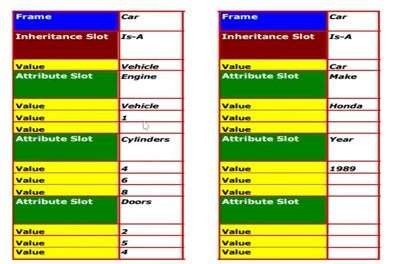 Frame Car
Inheritance Slot Is-A
Value Vehicle
Attribute Slot Engine
Value Vehicle
Value 1
Value
Attribute Slot Cylinders
Value 4
Value 6
Value 8
Attribute Slot Doors
Value 2
Value 5
Value 4
Frame Car
Inheritance Slot Is-A
Value Car
Attribute Slot Make
Value Honda
Value
Value
Attribute Slot Year
Value 1989
Value
Value
Attribute Slot
Value
Value
Value